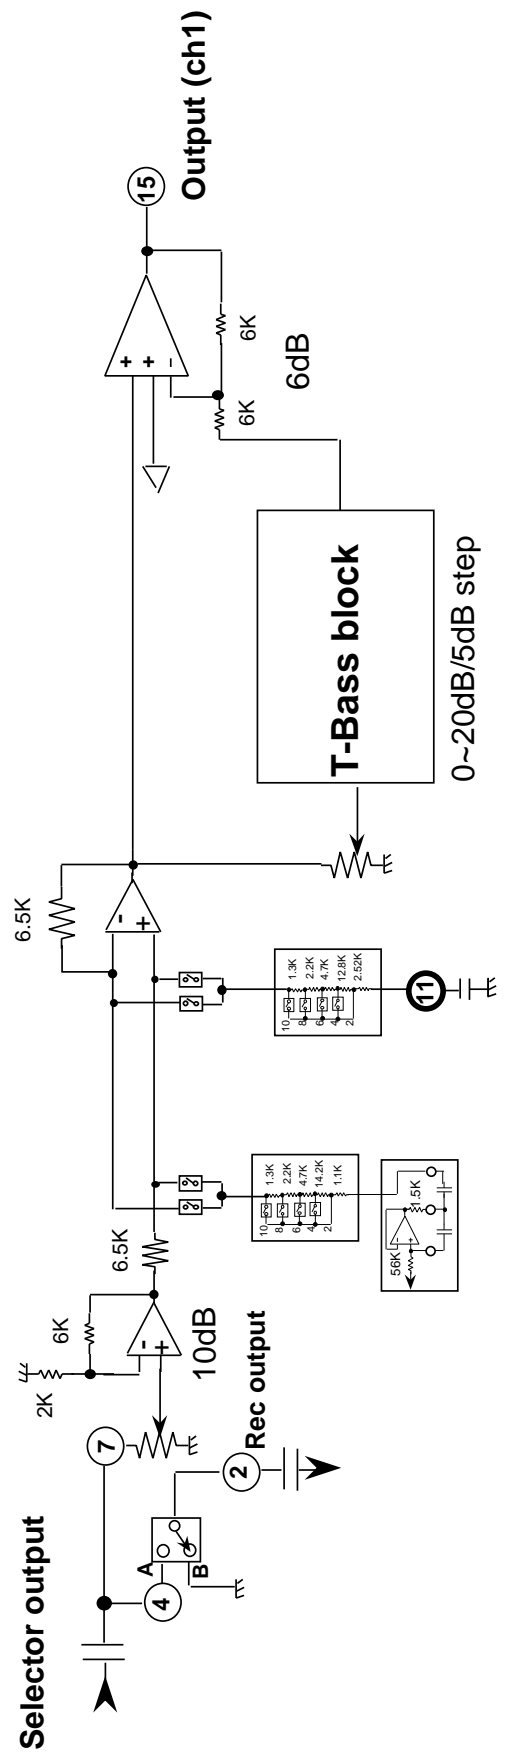 Selector output
7
4
A
B
2
Rec output
2K
6K
-
+
10dB
6.5K
10
8
6
4
2
1.3K
2.2K
4.7K
14.2K
1.1K
56K
-
+
1.5K
10
8
6
4
2
1.3K
2.2K
4.7K
12.8K
2.52K
11
6.5K
-
+
T-Bass block
0~20dB/5dB step
+
+
-
6K
6K
6dB
15
Output (ch1)